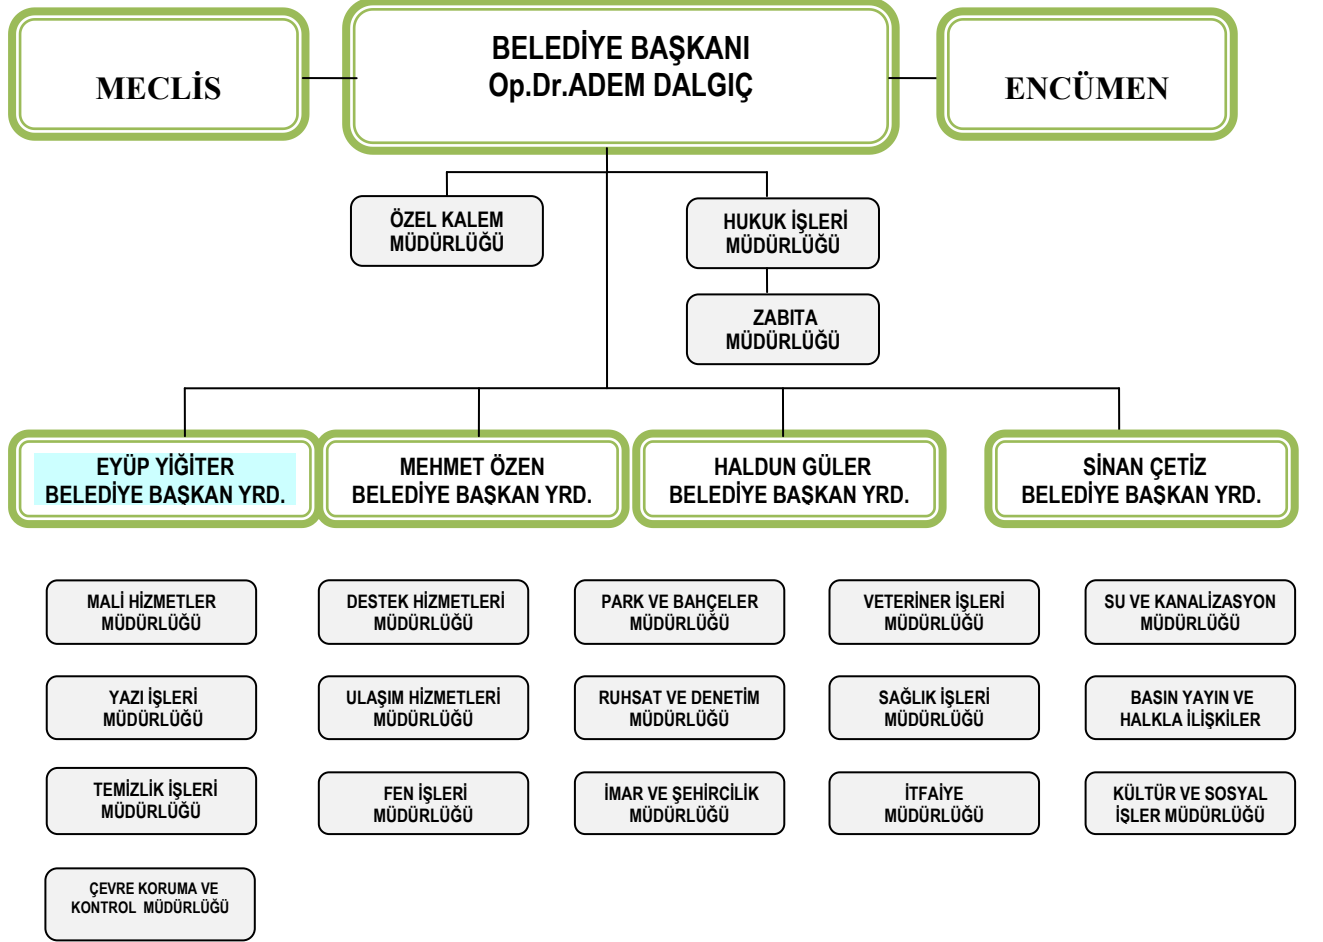 MECLİS
BELEDİYE BAŞKANI
Op.Dr.ADEM DALGIÇ
ENCÜMEN
ÖZEL KALEM
MÜDÜRLÜĞÜ
HUKUK İŞLERİ
MÜDÜRLÜĞÜ
ZABITA
MÜDÜRLÜĞÜ
EYÜP YİĞİTER
BELEDİYE BAŞKAN YRD.
MEHMET ÖZEN
BELEDİYE BAŞKAN YRD.
HALDUN GÜLER
BELEDİYE BAŞKAN YRD.
SİNAN ÇETİZ
BELEDİYE BAŞKAN YRD.
MALİ HİZMETLER
MÜDÜRLÜĞÜ
DESTEK HİZMETLERİ
MÜDÜRLÜĞÜ
PARK VE BAHÇELER
MÜDÜRLÜĞÜ
VETERİNER İŞLERİ
MÜDÜRLÜĞÜ
SU VE KANALİZASYON
MÜDÜRLÜĞÜ
YAZI İŞLERİ
MÜDÜRLÜĞÜ
ULAŞIM HİZMETLERİ
MÜDÜRLÜĞÜ
RUHSAT VE DENETİM
MÜDÜRLÜĞÜ
SAĞLIK İŞLERİ
MÜDÜRLÜĞÜ
BASIN YAYIN VE
HALKLA İLİŞKİLER
TEMİZLİK İŞLERİ
MÜDÜRLÜĞÜ
FEN İŞLERİ
MÜDÜRLÜĞÜ
İMAR VE ŞEHİRCİLİK
MÜDÜRLÜĞÜ
İTFAİYE
MÜDÜRLÜĞÜ
KÜLTÜR VE SOSYAL
İŞLER MÜDÜRLÜĞÜ
ÇEVRE KORUMA VE
KONTROL MÜDÜRLÜĞÜ